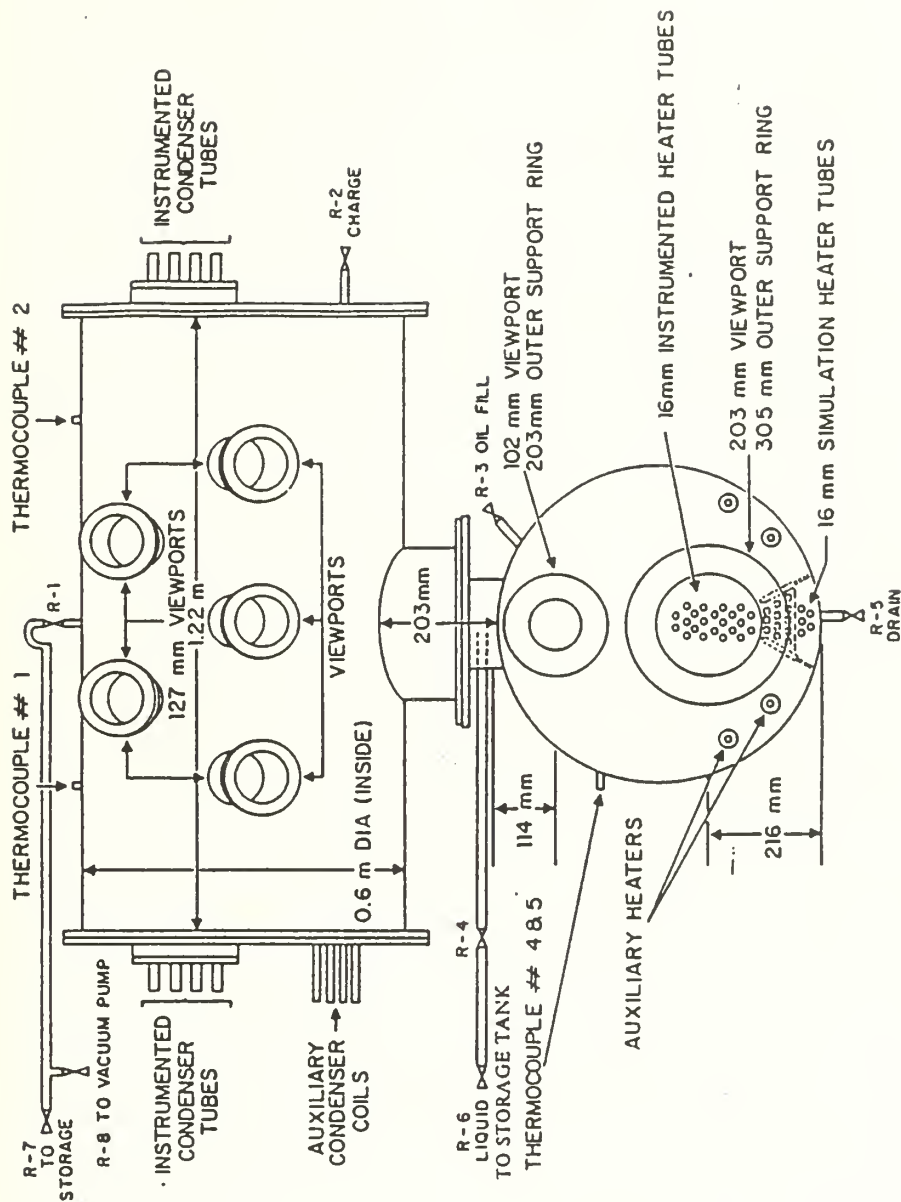 THERMOCOUPLE # 1
THERMOCOUPLE # 2
R-1
R-7
TO
STORAGE
R-8 TO VACUUM PUMP
INSTRUMENTED
CONDENSER
TUBES
INSTRUMENTED
CONDENSER
TUBES
R-2
CHARGE
127 mm VIEWPORTS
1.22 m
VIEWPORTS
0.6 m DIA (INSIDE)
AUXILIARY
CONDENSER
COILS
203mm
R-3 OIL FILL
102 mm VIEWPORT
203mm OUTER SUPPORT RING
R-4
R-6
LIQUID
TO STORAGE TANK
THERMOCOUPLE # 4 & 5
114 mm
16mm INSTRUMENTED HEATER TUBES
203 mm VIEWPORT
305 mm OUTER SUPPORT RING
16 mm SIMULATION HEATER TUBES
AUXILIARY HEATERS
216 mm
R-5
DRAIN